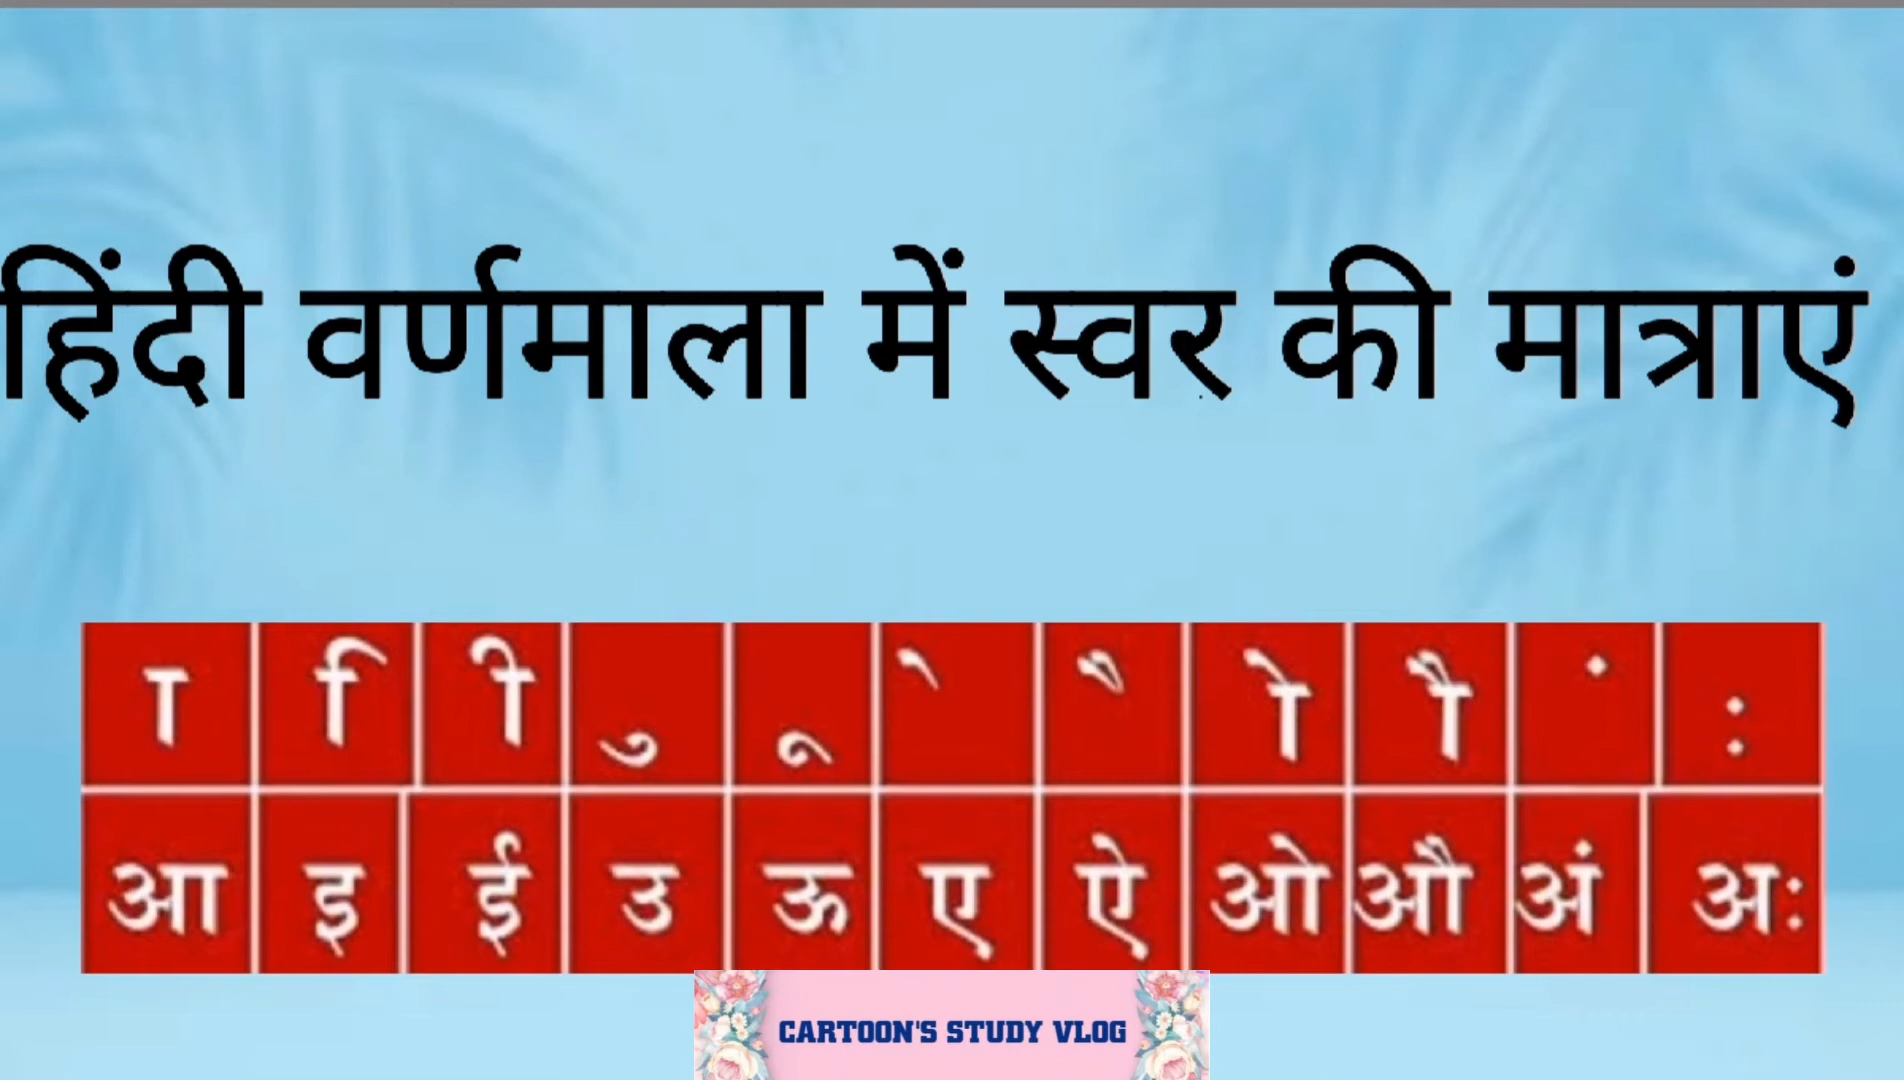 हिंदी वर्णमाला में स्वर की मात्राएं
ा ि ी ु ू े ै ो ौ ं ः
आ इ ई उ ऊ ए ऐ ओ औ अं अः
CARTOON'S STUDY VLOG